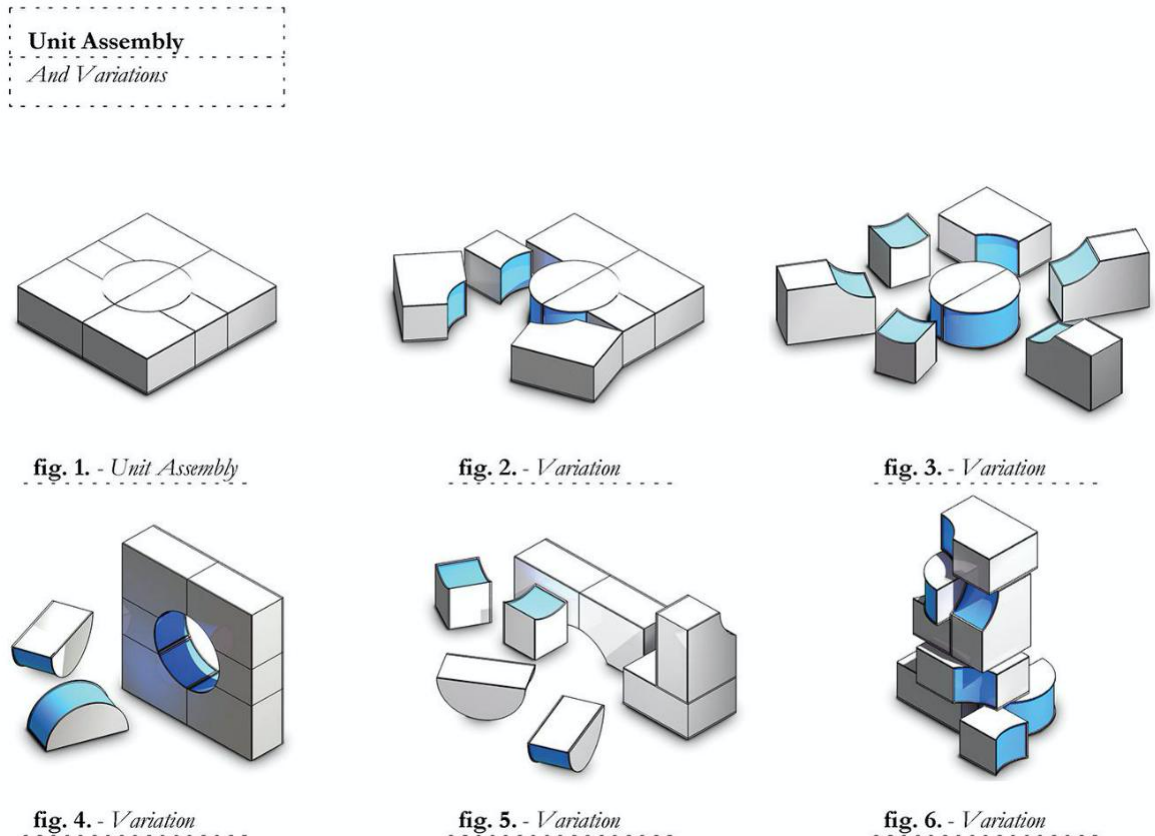 Unit Assembly
And Variations
fig. 1. - Unit Assembly
fig. 2. - Variation
fig. 3. - Variation
fig. 4. - Variation
fig. 5. - Variation
fig. 6. - Variation